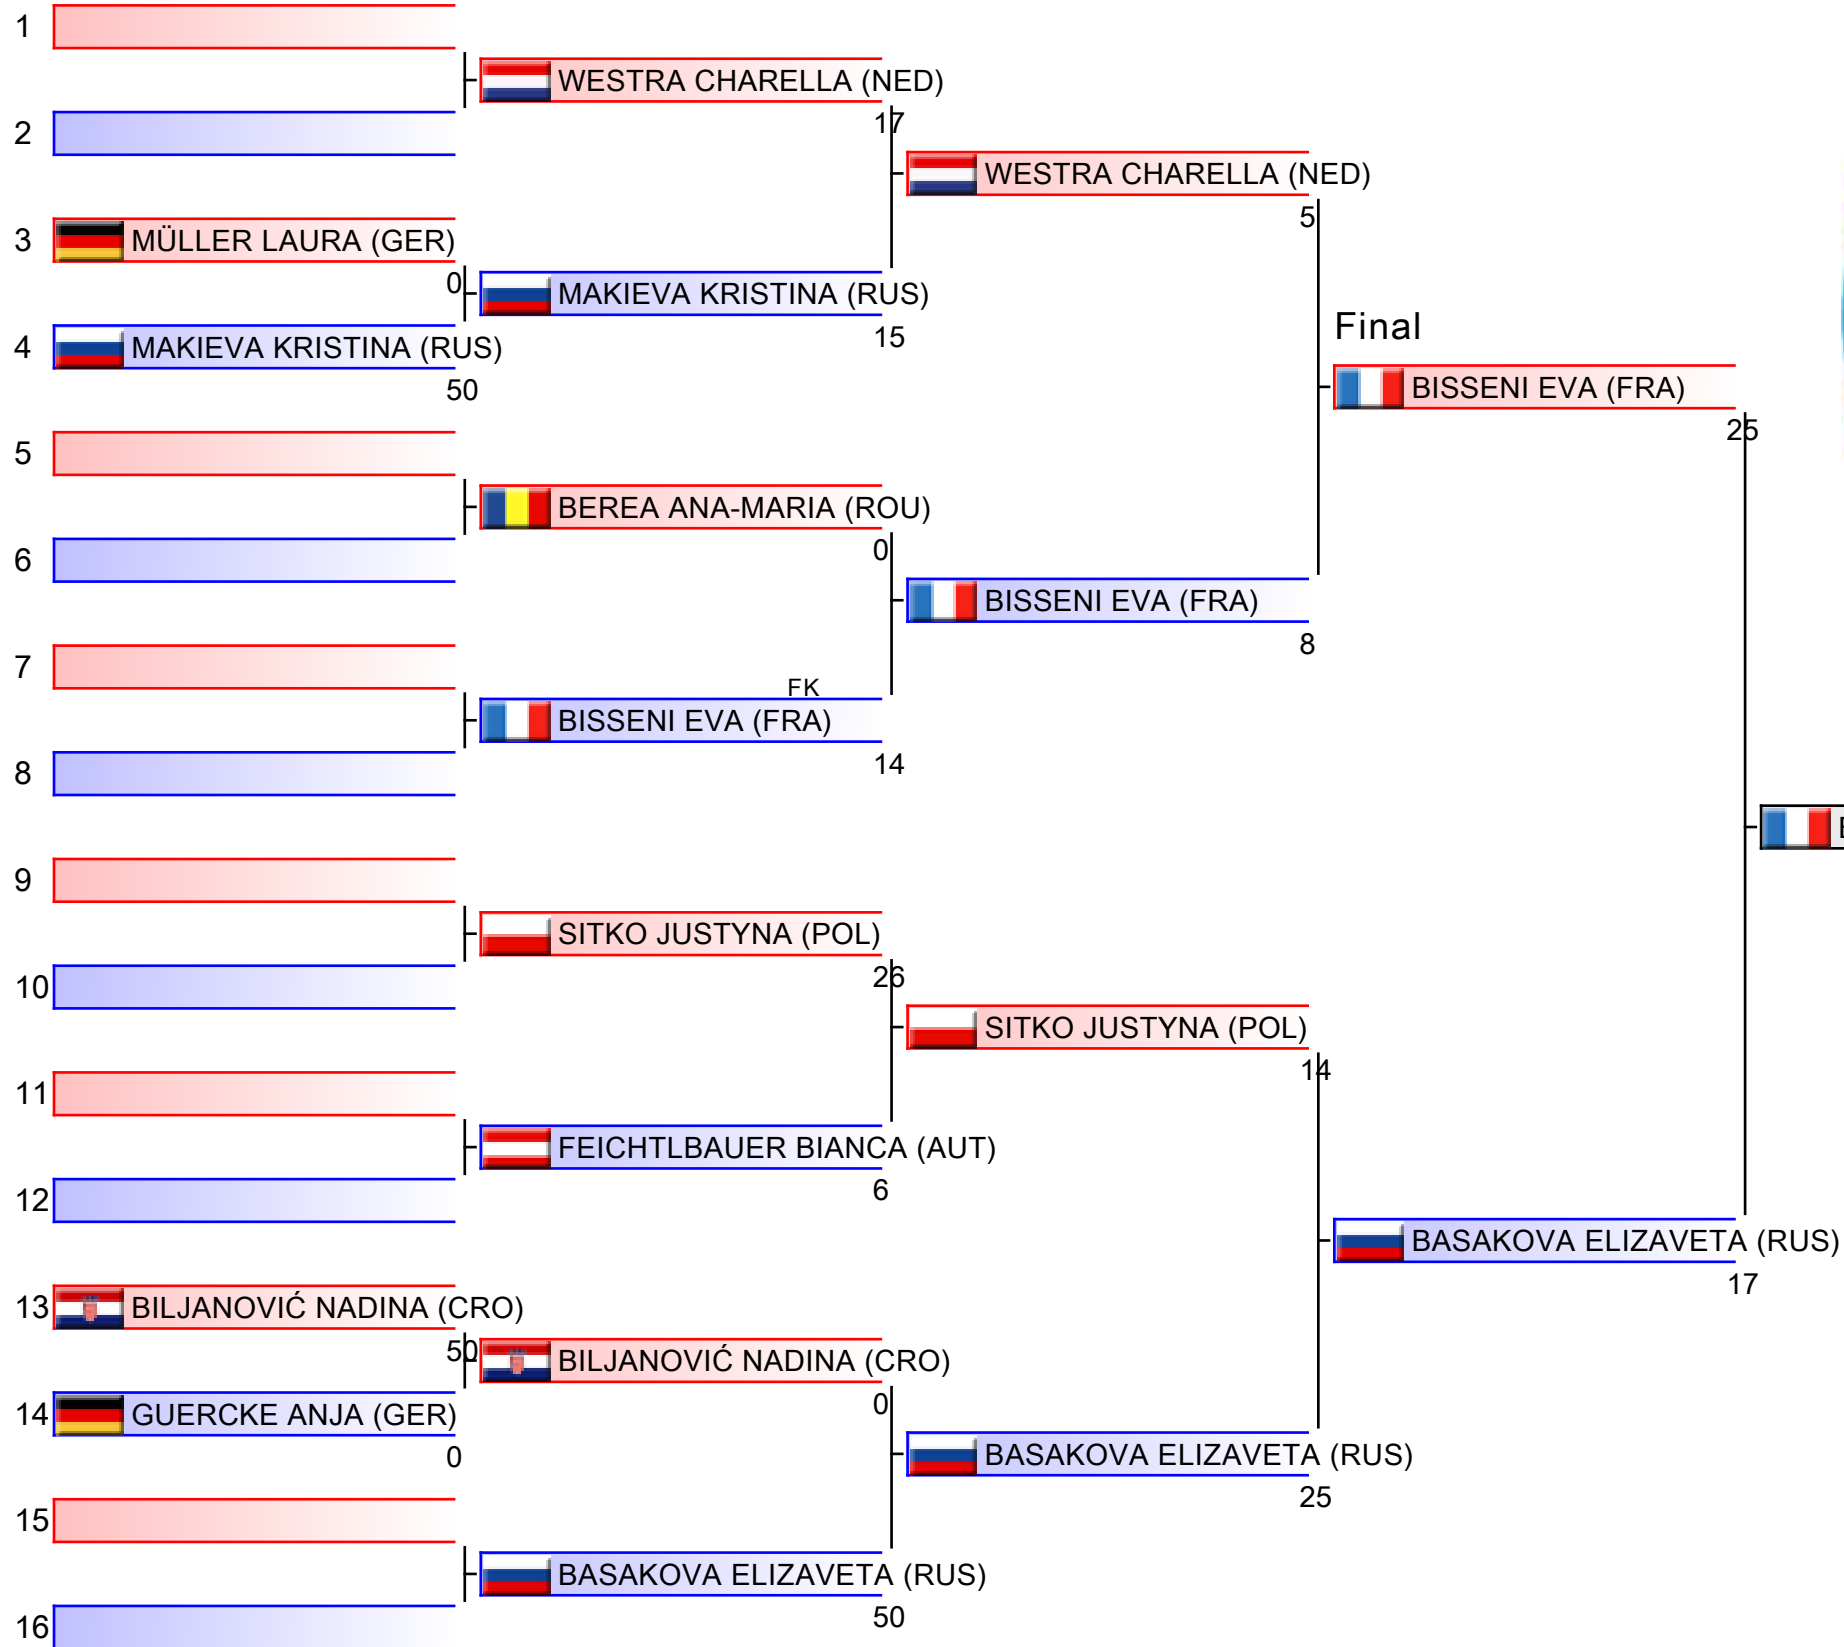 1
WESTRA CHARELLA (NED)
17
2
WESTRA CHARELLA (NED)
5
3 MÜLLER LAURA (GER)
0
MAKIEVA KRISTINA (RUS)
15
4 MAKIEVA KRISTINA (RUS)
50
Final
BISSENI EVA (FRA)
25
5
BEREA ANA-MARIA (ROU)
0
6
BISSENI EVA (FRA)
8
7
FK
BISSENI EVA (FRA)
14
8
9
SITKO JUSTYNA (POL)
26
10
SITKO JUSTYNA (POL)
14
11
FEICHTLBAUER BIANCA (AUT)
6
12
BASAKOVA ELIZAVETA (RUS)
17
13 BILJANOVIĆ NADINA (CRO)
50
BILJANOVIĆ NADINA (CRO)
0
14 GUERCKE ANJA (GER)
0
BASAKOVA ELIZAVETA (RUS)
25
15
BASAKOVA ELIZAVETA (RUS)
50
16